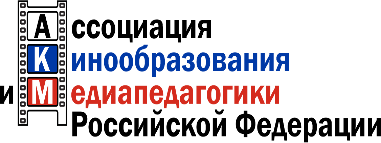 Ассоциация
Кинообразования
и Медиапедагогики
Российской Федерации